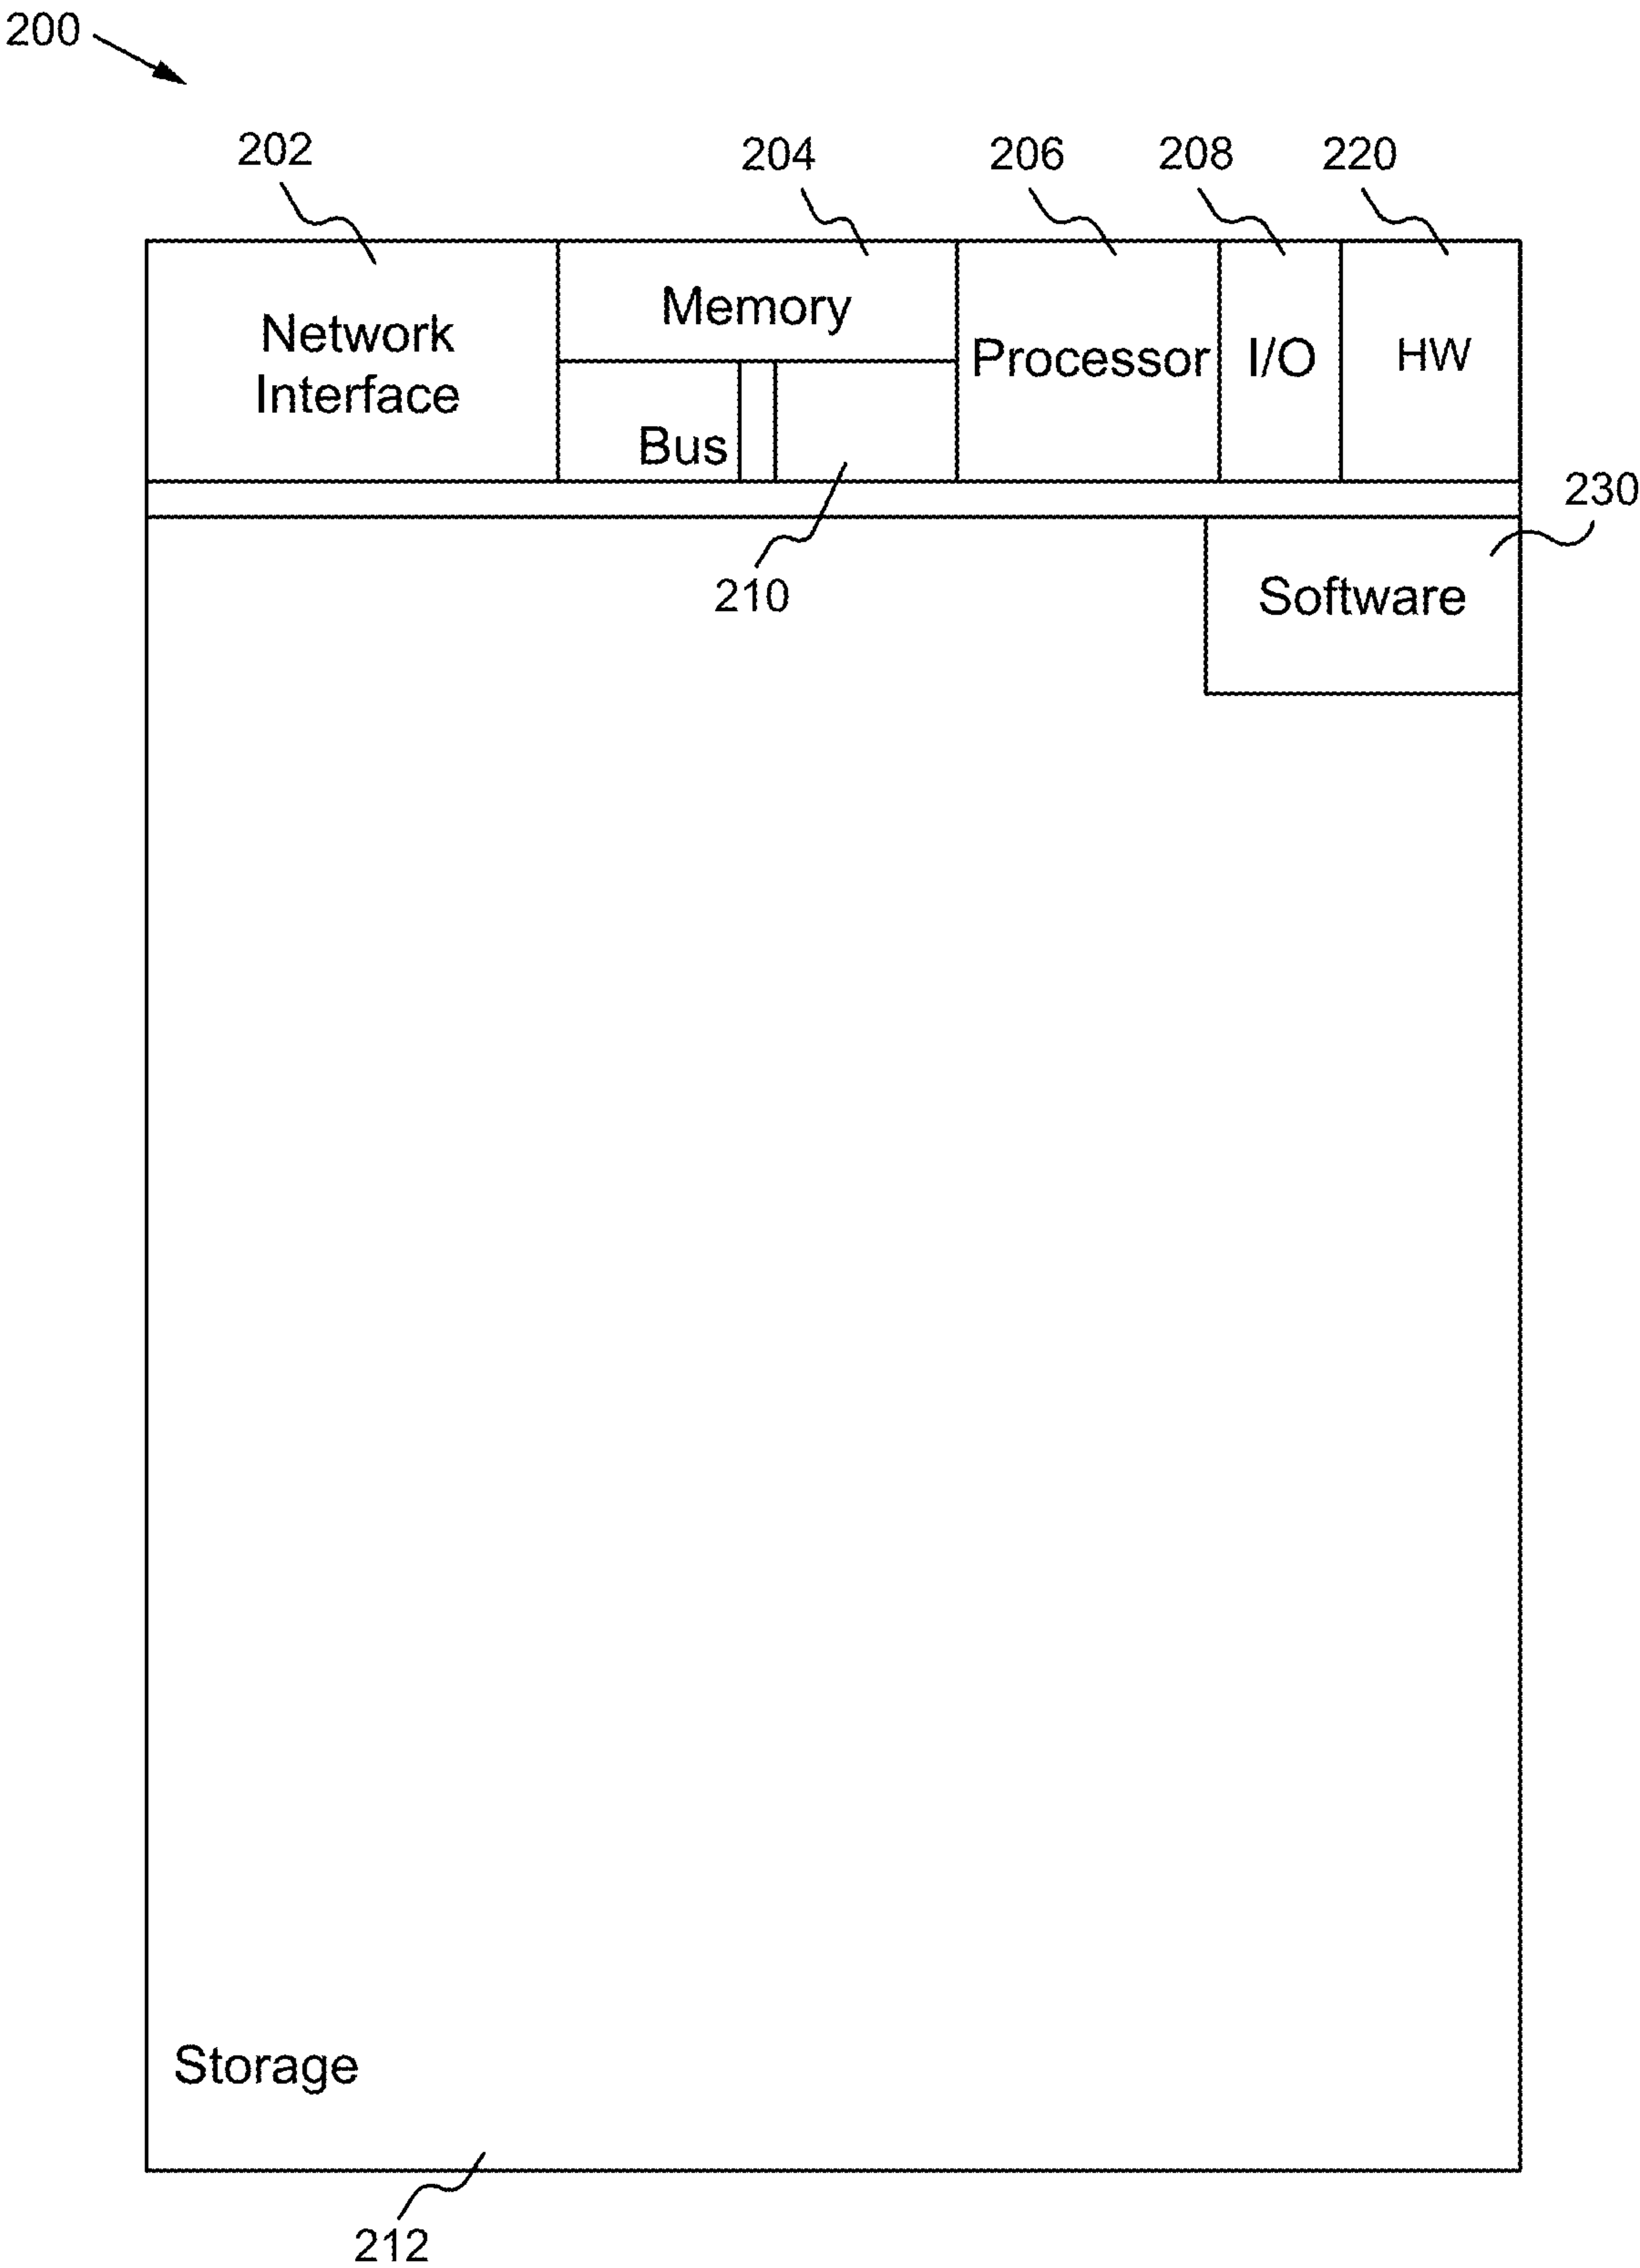 200
202
204
206
208
220
Network
Interface
Memory
Processor
I/O
HW
Bus
230
210
Software
Storage
212